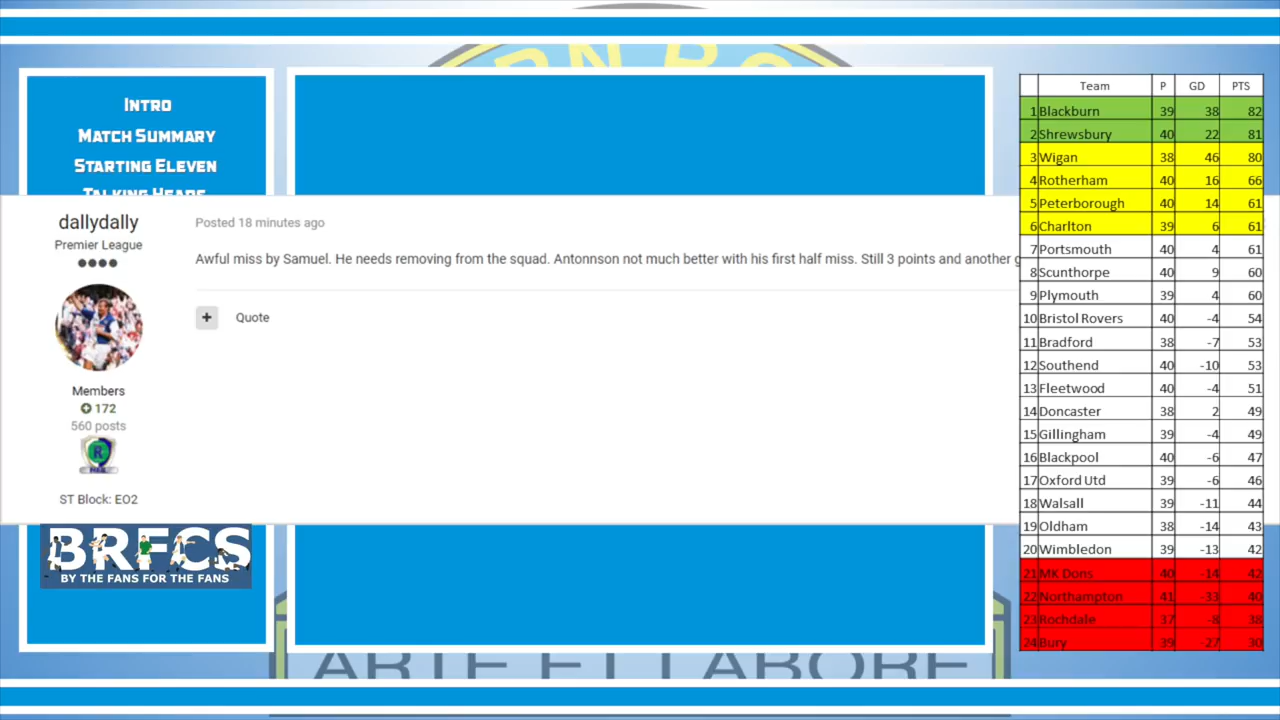 RN RO
INTRO
MATCH SUMMARY
STARTING ELEVEN
TALKING HEADS
dallydally
Premier League
Posted 18 minutes ago
Awful miss by Samuel. He needs removing from the squad. Antonnson not much better with his first half miss. Still 3 points and another g
+ Quote
Members
172
560 posts
R
ST Block: EO2
BRFCS
BY THE FANS FOR THE FANS
Team P GD PTS
1 Blackburn 39 38 82
2 Shrewsbury 40 22 81
3 Wigan 38 46 80
4 Rotherham 40 16 66
5 Peterborough 40 14 61
6 Charlton 39 6 61
7 Portsmouth 40 4 61
8 Scunthorpe 40 9 60
9 Plymouth 39 4 60
10 Bristol Rovers 40 -4 54
11 Bradford 38 -7 53
12 Southend 40 -10 53
13 Fleetwood 40 -4 51
14 Doncaster 38 2 49
15 Gillingham 39 -4 49
16 Blackpool 40 -6 47
17 Oxford Utd 39 -6 46
18 Walsall 39 -11 44
19 Oldham 38 -14 43
20 Wimbledon 39 -13 42
21 MK Dons 40 -14 42
22 Northampton 41 -33 40
23 Rochdale 37 -8 38
24 Bury 39 -27 30
ARTE ET LABORE